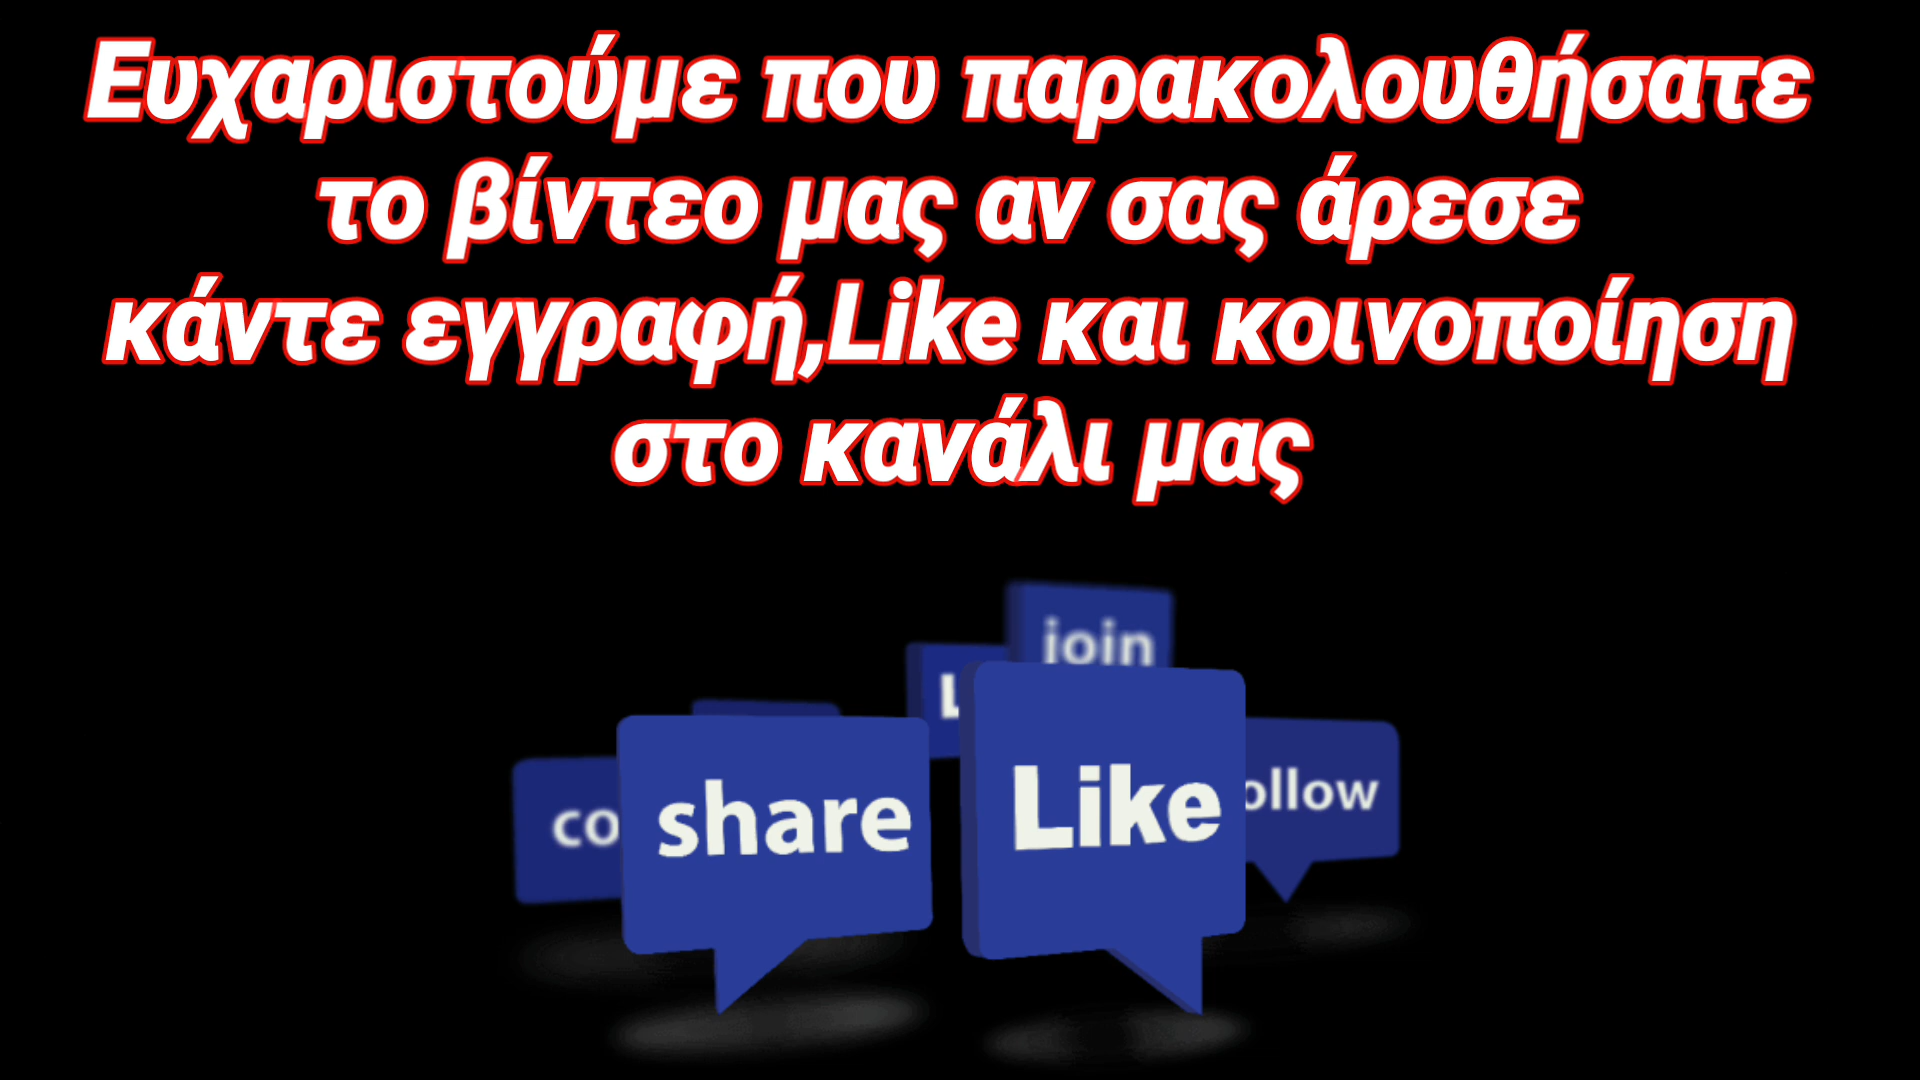 Ευχαριστούμε που παρακολουθήσατε
το βίντεο μας αν σας άρεσε
κάντε εγγραφή,Like και κοινοποίηση
στο κανάλι μας
join
share
Like